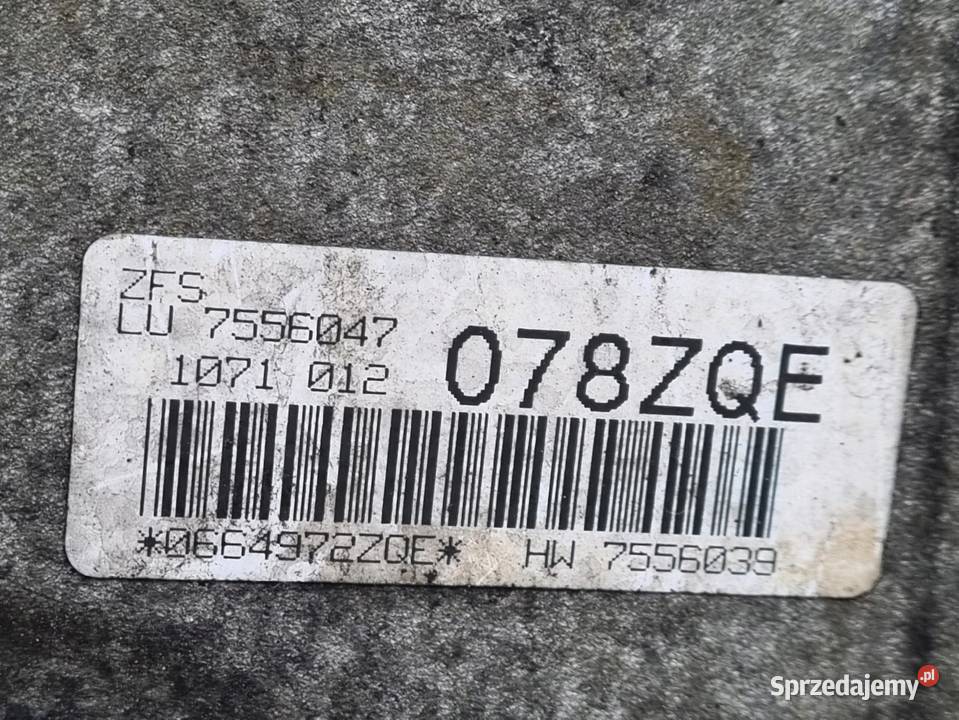 ZFS
LU 7556047
1071 012
078ZQE
*0664972ZQE* HW 7556039
Sprzedajemy.pl